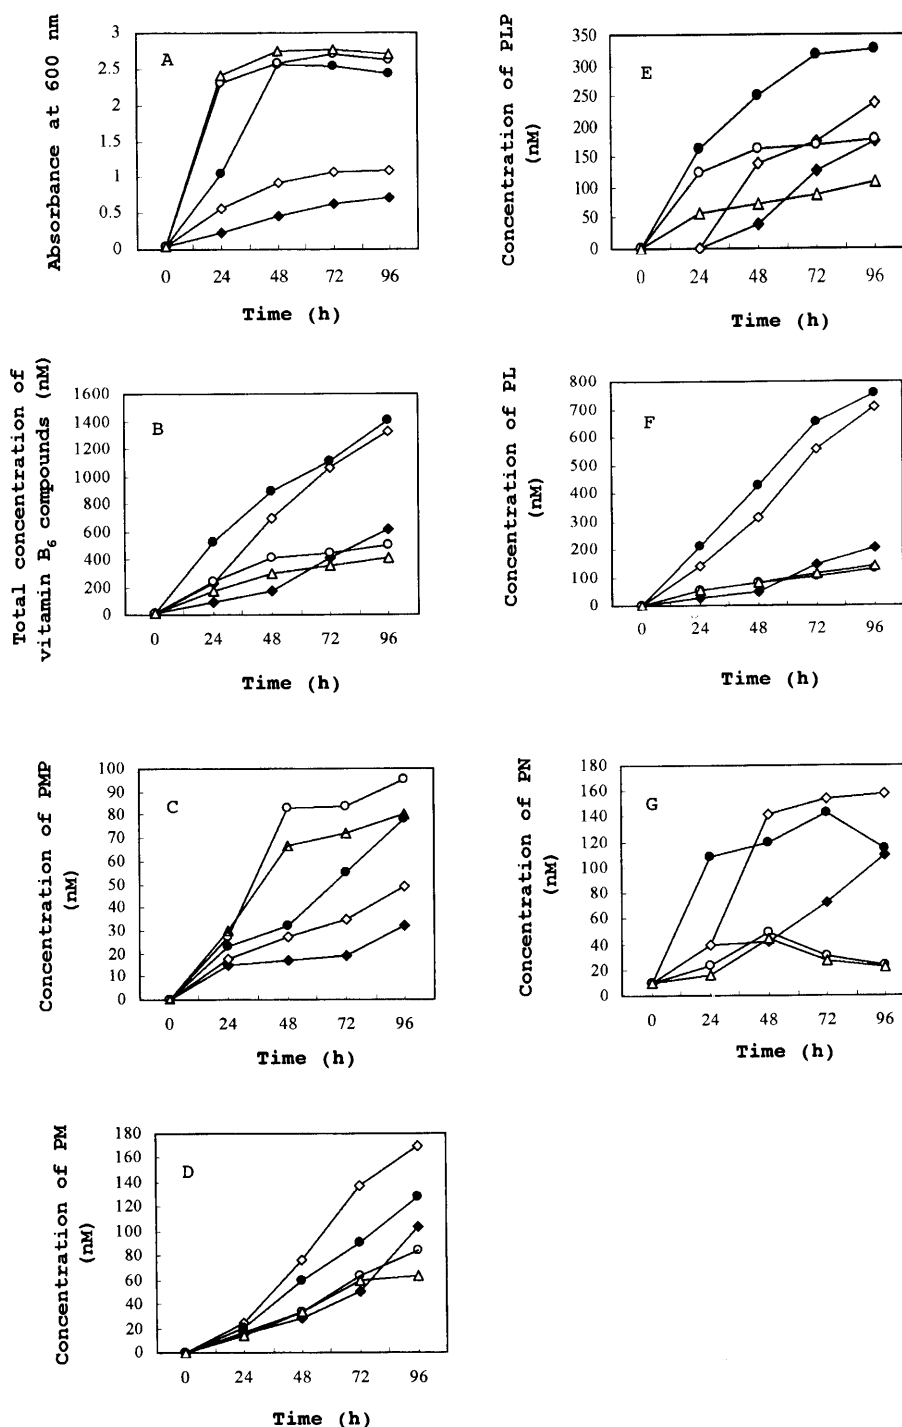 Absorbance at 600 nm
3
2.5
2
1.5
1
0.5
0
A
0 24 48 72 96
Time (h)
Concentration of PLP
(nM)
350
300
250
200
150
100
50
0
E
0 24 48 72 96
Time (h)
Total concentration of
vitamin B6 compounds (nM)
1600
1400
1200
1000
800
600
400
200
0
B
0 24 48 72 96
Time (h)
Concentration of PL
(nM)
800
700
600
500
400
300
200
100
0
F
0 24 48 72 96
Time (h)
Concentration of PMP
(nM)
100
90
80
70
60
50
40
30
20
10
0
C
0 24 48 72 96
Time (h)
Concentration of PN
(nM)
180
160
140
120
100
80
60
40
20
0
G
0 24 48 72 96
Time (h)
Concentration of PM
(nM)
180
160
140
120
100
80
60
40
20
0
D
0 24 48 72 96
Time (h)